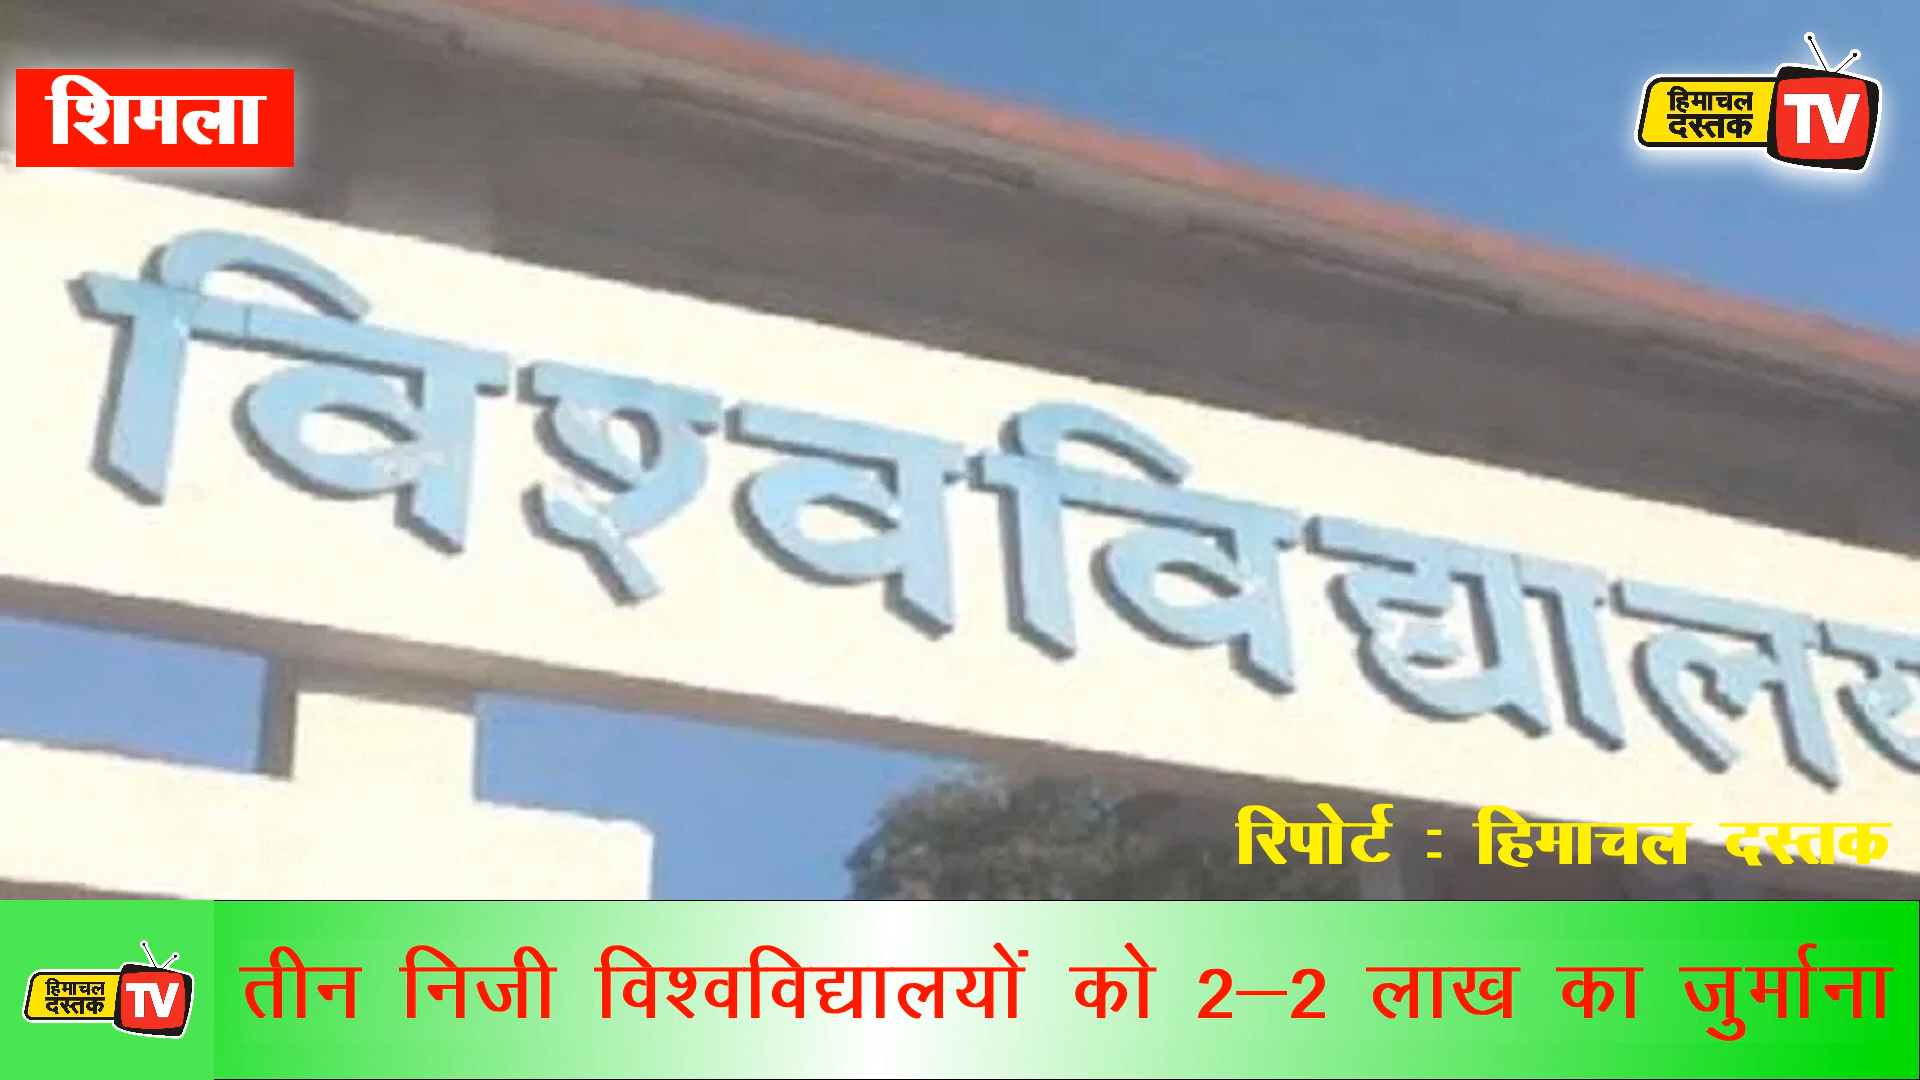 शिमला
हिमाचल
दस्तक
TV
विश्वविद्यालय
रिपोर्ट : हिमाचल दस्तक
हिमाचल
दस्तक
TV
तीन निजी विश्वविद्यालयों को 2-2 लाख का जुर्माना